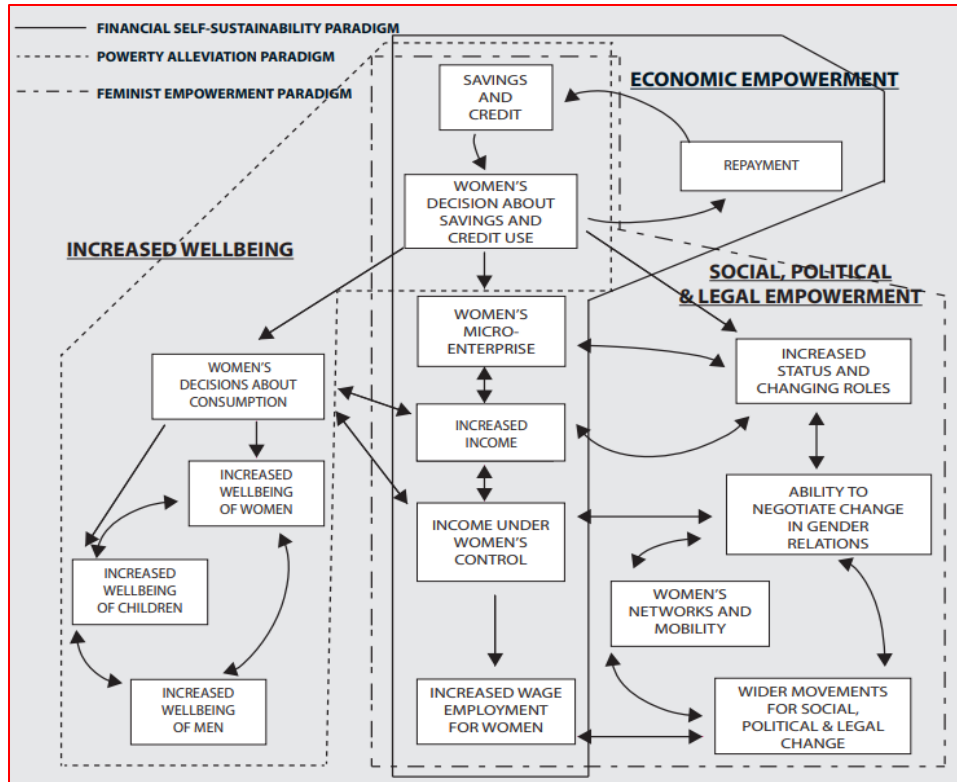 FINANCIAL SELF-SUSTAINABILITY PARADIGM
POWERTY ALLEVIATION PARADIGM
FEMINIST EMPOWERMENT PARADIGM
SAVINGS
AND
CREDIT
ECONOMIC EMPOWERMENT
REPAYMENT
WOMEN'S
DECISION ABOUT
SAVINGS AND
CREDIT USE
INCREASED WELLBEING
SOCIAL, POLITICAL
& LEGAL EMPOWERMENT
WOMEN'S
MICRO-
ENTERPRISE
INCREASED
STATUS AND
CHANGING ROLES
WOMEN'S
DECISIONS ABOUT
CONSUMPTION
INCREASED
INCOME
INCREASED
WELLBEING
OF WOMEN
ABILITY TO
NEGOTIATE CHANGE
IN GENDER
RELATIONS
INCOME UNDER
WOMEN'S
CONTROL
INCREASED
WELLBEING
OF CHILDREN
WOMEN'S
NETWORKS AND
MOBILITY
INCREASED
WELLBEING
OF MEN
INCREASED WAGE
EMPLOYMENT
FOR WOMEN
WIDER MOVEMENTS
FOR SOCIAL,
POLITICAL & LEGAL
CHANGE